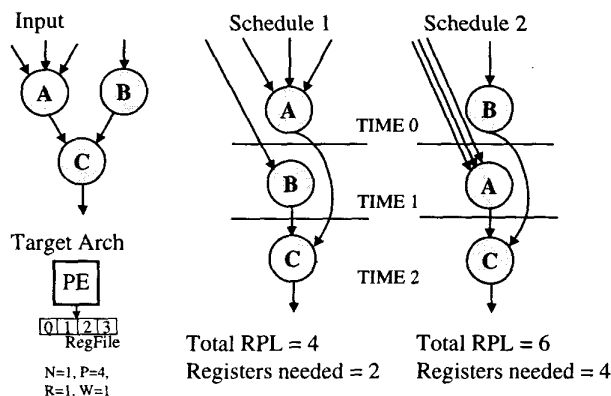 Input
A
B
C
Target Arch
PE
0 1 2 3
RegFile
N=1, P=4,
R=1, W=1
Schedule 1
A
TIME 0
B
TIME 1
C
TIME 2
Total RPL = 4
Registers needed = 2
Schedule 2
B
A
C
Total RPL = 6
Registers needed = 4